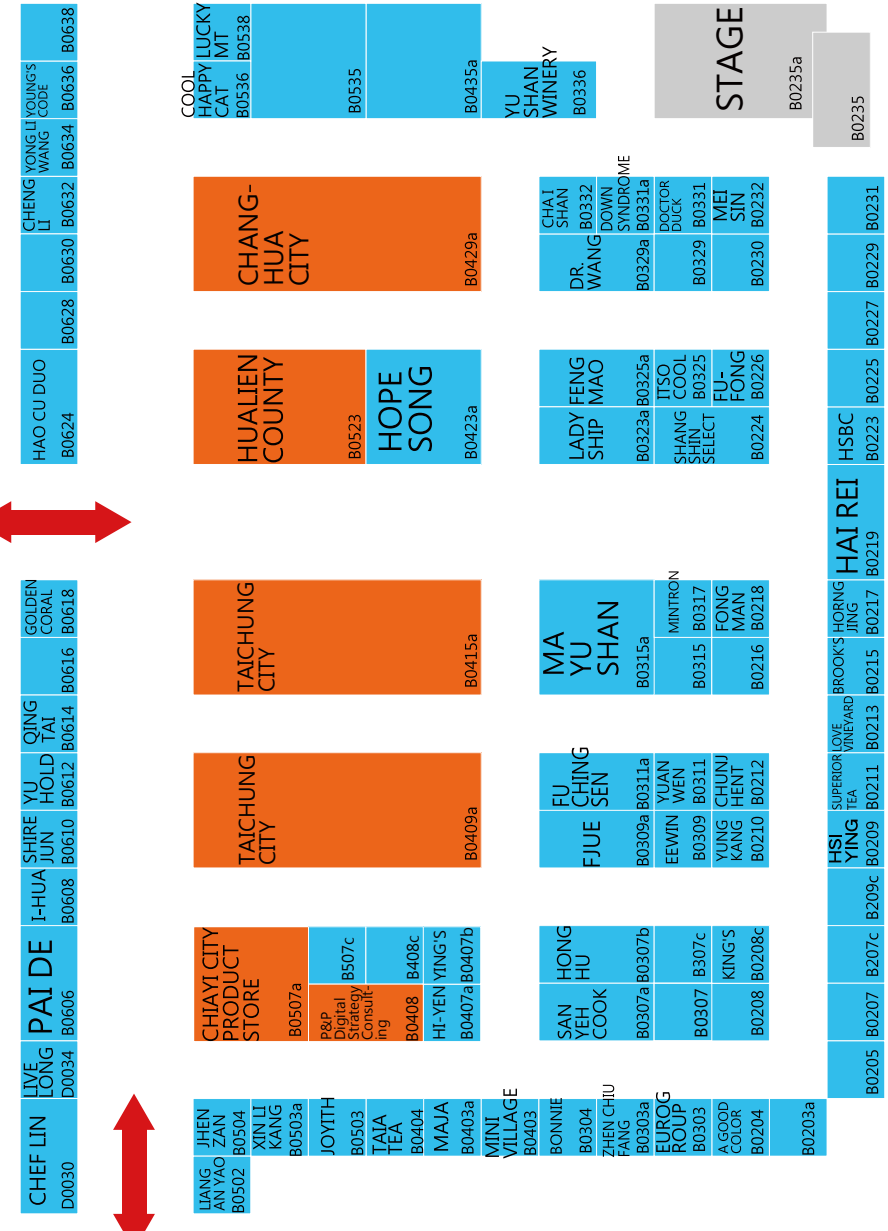 B0638
YOUNG'S
CODE
B0636
YONG LI
WANG
B0634
CHENG
LI
B0632
B0630
B0628
HAO CU DUO
B0624
GOLDEN
CORAL
B0618
B0616
QING
TAI
B0614
YU
HOLD
B0612
SHIRE
JUN
B0610
I-HUA
B0608
PAI DE
B0606
LIVE
LONG
D0034
CHEF LIN
D0030
LUCKY
MT
B0538
COOL
HAPPY
CAT
B0536
B0535
B0435a
YU
SHAN
WINERY
B0336
STAGE
B0235a
B0235
CHANG-
HUA
CITY
B0429a
HUALIEN
COUNTY
B0523
HOPE
SONG
B0423a
TAICHUNG
CITY
B0415a
TAICHUNG
CITY
B0409a
CHIAYI CITY
PRODUCT
STORE
B0507a
B507c
B408c
YING'S
B0407b
P&P
Digital
Strategy
Consult-
ing
B0408
HI-YEN
B0407a
CHAI
SHAN
B0332
DOWN
SYNDROME
B0331a
DOCTOR
DUCK
B0331
MEI
SIN
B0232
DR.
WANG
B0329a
B0329
B0230
FENG
MAO
B0325a
ITSO
COOL
B0325
FU-
FONG
B0226
LADY
SHIP
B0323a
SHANG
SHIN
SELECT
B0224
MA
YU
SHAN
B0315a
MINTRON
B0317
FONG
MAN
B0218
B0315
B0216
FU
CHING
SEN
B0311a
YUAN
WEN
B0311
CHUNJ
HENT
B0212
FJUE
B0309a
EEWIN
B0309
YUNG
KANG
B0210
HONG
HU
B0307b
B307c
KING'S
B0208c
SAN
YEH
COOK
B0307a
B0307
B0208
B0231
B0229
B0227
B0225
HSBC
B0223
HAI REI
B0219
HORNG
JING
B0217
BROOK'S
B0215
LOVE
VINEYARD
B0213
SUPERIOR
TEA
B0211
HSI
YING
B0209
B209c
B207c
B0207
B0205
JHEN
ZAN
B0504
LIANG
AN YAO
B0502
XIN LI
KANG
B0503a
JOYITH
B0503
TAIA
TEA
B0404
MAJA
B0403a
MINI
VILLAGE
B0403
BONNIE
B0304
ZHEN CHIU
FANG
B0303a
EUROG
ROUP
B0303
A GOOD
COLOR
B0204
B0203a